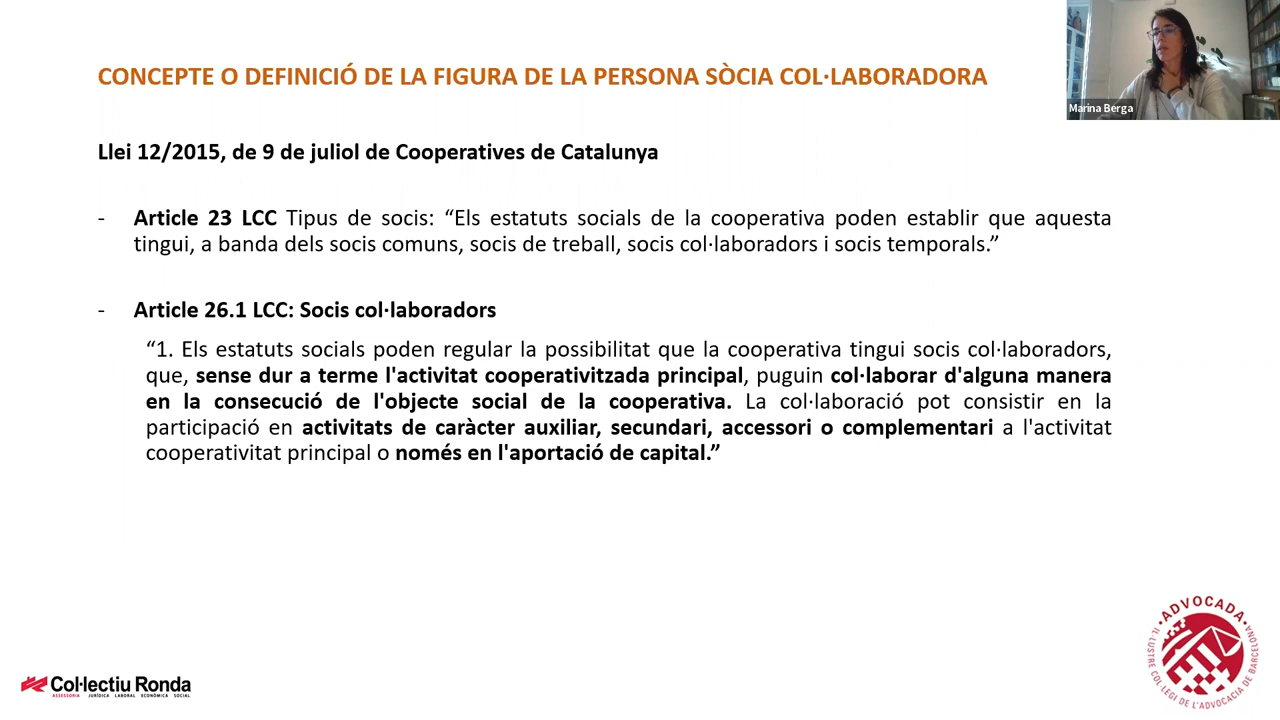 CONCEPTE O DEFINICIÓ DE LA FIGURA DE LA PERSONA SÒCIA COL·LABORADORA
Marina Berga
Llei 12/2015, de 9 de juliol de Cooperatives de Catalunya
- Article 23 LCC Tipus de socis: “Els estatuts socials de la cooperativa poden establir que aquesta
tingui, a banda dels socis comuns, socis de treball, socis col·laboradors i socis temporals.”
- Article 26.1 LCC: Socis col·laboradors
“1. Els estatuts socials poden regular la possibilitat que la cooperativa tingui socis col·laboradors,
que, sense dur a terme l'activitat cooperativitzada principal, puguin col·laborar d'alguna manera
en la consecució de l'objecte social de la cooperativa. La col·laboració pot consistir en la
participació en activitats de caràcter auxiliar, secundari, accessori o complementari a l'activitat
cooperativitat principal o només en l'aportació de capital.”
Col·lectiu Ronda
ASSESSORIA JURÍDICA LABORAL ECONÒMICA SOCIAL
·ADVOCADA·
IL·LUSTRE COL·LEGI DE L'ADVOCACIA DE BARCELONA